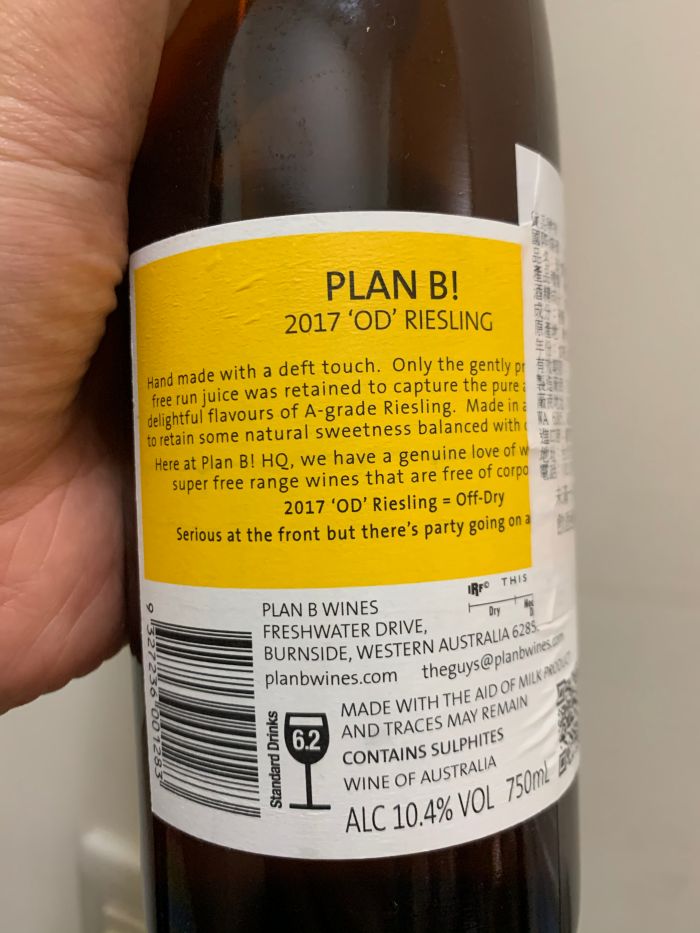 PLAN B!
2017 ‘OD’ RIESLING
Hand made with a deft touch. Only the gently
free run juice was retained to capture the pure
delightful flavours of A-grade Riesling. Made in
to retain some natural sweetness balanced with
Here at Plan B! HQ, we have a genuine love of
super free range wines that are free of
2017 ‘OD’ Riesling = Off-Dry
Serious at the front but there’s party going on
IRF© THIS
Dry
PLAN B WINES
FRESHWATER DRIVE,
BURNSIDE, WESTERN AUSTRALIA 6285.
planbwines.com theguys@planbwines.com
9 327236 001283
Standard Drinks
6.2
MADE WITH THE AID OF MILK PRODUCT
AND TRACES MAY REMAIN
CONTAINS SULPHITES
WINE OF AUSTRALIA
ALC 10.4% VOL 750mL